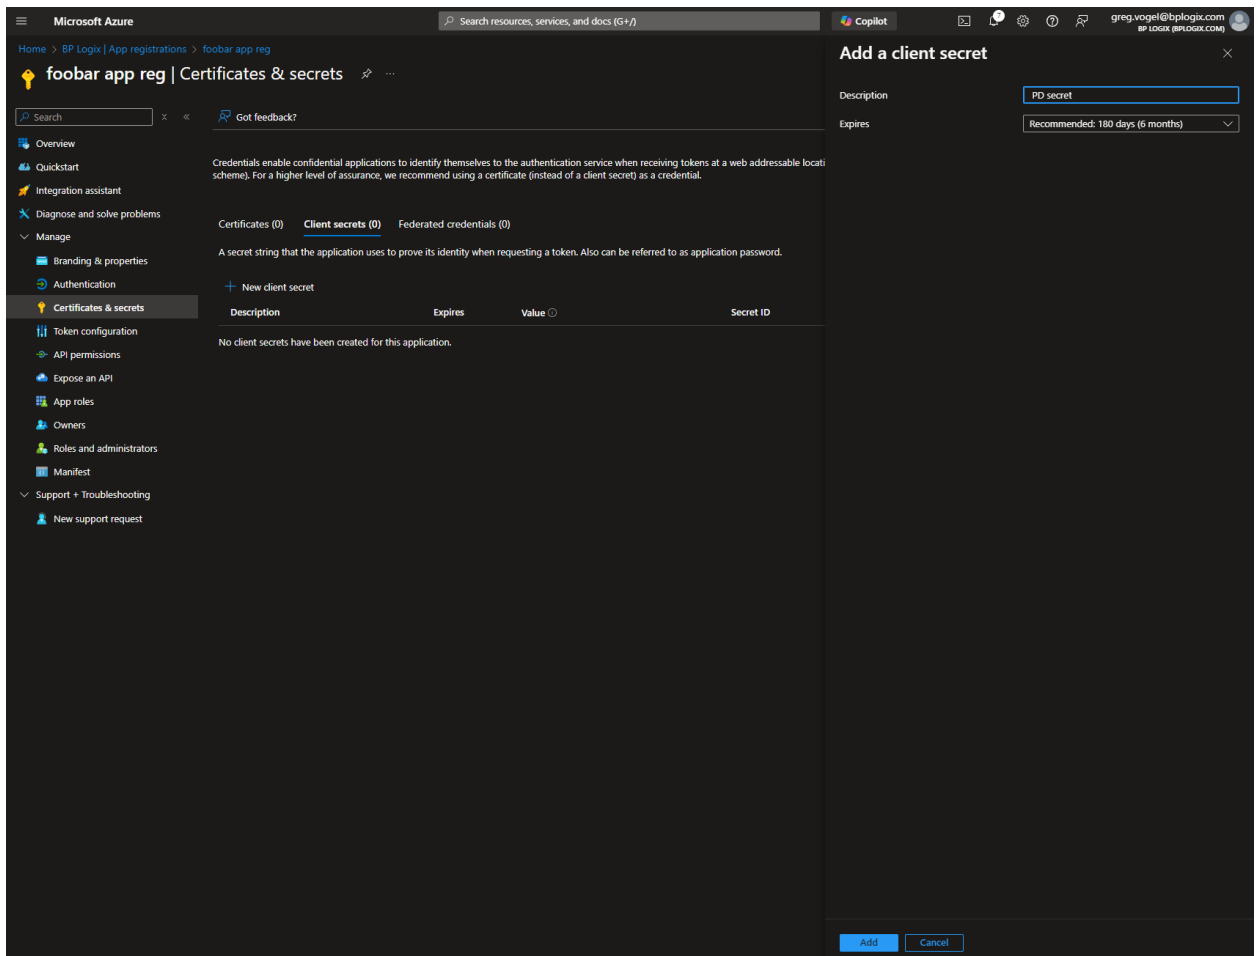 Microsoft Azure
Search resources, services, and docs (G+/)
Copilot
7
greg.vogel@bplogix.com
BP LOGIX (BPLOGIX.COM)
Home > BP Logix | App registrations > foobar app reg
foobar app reg | Certificates & secrets
Search
Overview
Quickstart
Integration assistant
Diagnose and solve problems
Manage
Branding & properties
Authentication
Certificates & secrets
Token configuration
API permissions
Expose an API
App roles
Owners
Roles and administrators
Manifest
Support + Troubleshooting
New support request
Got feedback?
Credentials enable confidential applications to identify themselves to the authentication service when receiving tokens at a web addressable locati
scheme). For a higher level of assurance, we recommend using a certificate (instead of a client secret) as a credential.
Certificates (0) Client secrets (0) Federated credentials (0)
A secret string that the application uses to prove its identity when requesting a token. Also can be referred to as application password.
New client secret
Description Expires Value Secret ID
No client secrets have been created for this application.
Add a client secret
Description PD secret
Expires Recommended: 180 days (6 months)
Add Cancel